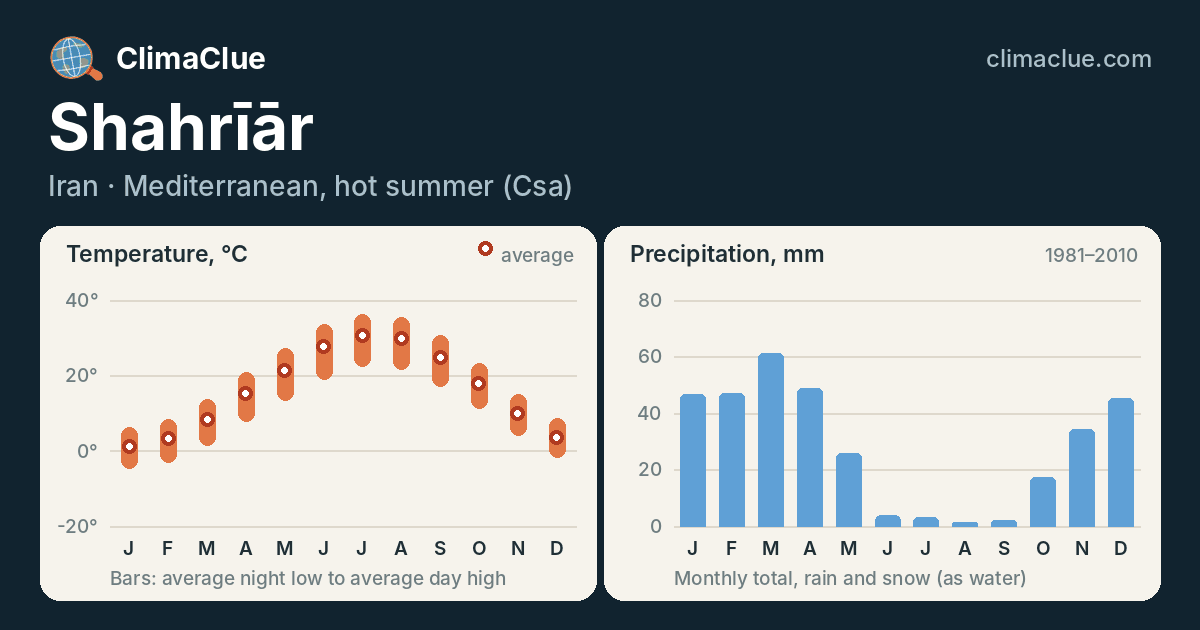 ClimaClue
climaclue.com
Shahrīār
Iran · Mediterranean, hot summer (Csa)
Temperature, °C
average
40°
20°
0°
-20°
J F M A M J J A S O N D
Bars: average night low to average day high
Precipitation, mm
1981–2010
80
60
40
20
0
J F M A M J J A S O N D
Monthly total, rain and snow (as water)